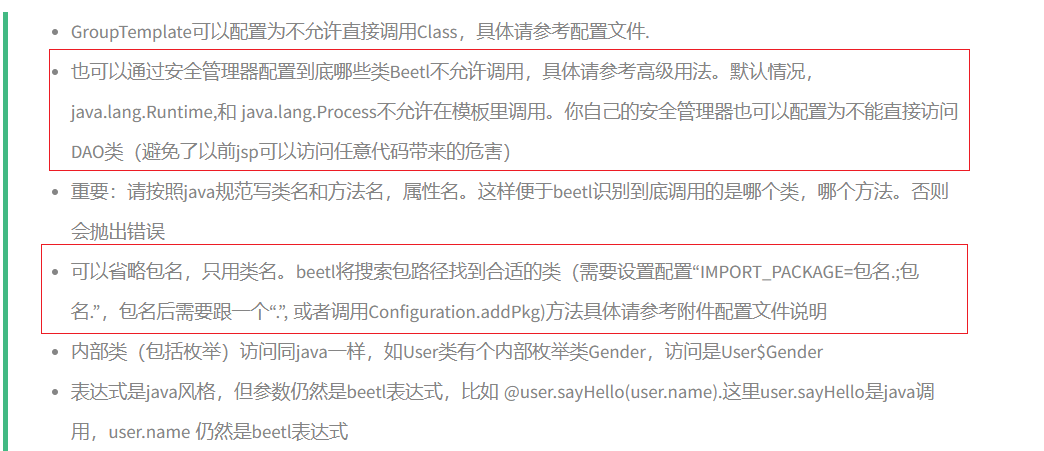 GroupTemplate可以配置为不允许直接调用Class，具体请参考配置文件.
也可以通过安全管理器配置到底哪些类Beetl不允许调用，具体请参考高级用法。默认情况，
java.lang.Runtime,和 java.lang.Process不允许在模板里调用。你自己的安全管理器也可以配置为不能直接访问
DAO类（避免了以前jsp可以访问任意代码带来的危害）
重要：请按照java规范写类名和方法名，属性名。这样便于beetl识别到底调用的是哪个类，哪个方法。否则
会抛出错误
可以省略包名，只用类名。beetl将搜索包路径找到合适的类（需要设置配置“IMPORT_PACKAGE=包名.;包
名.”，包名后需要跟一个“.”, 或者调用Configuration.addPkg)方法具体请参考附件配置文件说明
内部类（包括枚举）访问同java一样，如User类有个内部枚举类Gender，访问是User$Gender
表达式是java风格，但参数仍然是beetl表达式，比如 @user.sayHello(user.name).这里user.sayHello是java调
用，user.name 仍然是beetl表达式